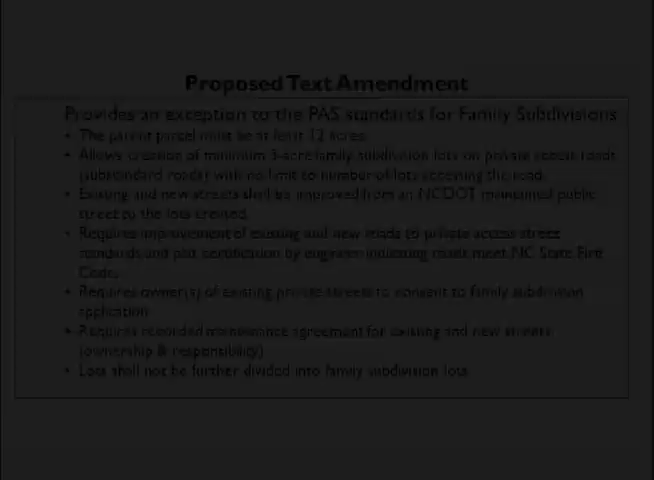 Proposed Text Amendment
Provides an exception to the PAS standards for Family Subdivisions
• The parent parcel must be at least 12 acres.
• Allows creation of minimum 3-acre family subdivision lots on private access roads
(substandard roads) with no limit to number of lots accessing the road.
• Existing and new streets shall be improved from an NCDOT maintained public
street to the lots created.
• Requires improvement of existing and new roads to private access street
standards and plat certification by engineer indicating roads meet NC State Fire
Code.
• Requires owner(s) of existing private streets to consent to family subdivision
application.
• Requires recorded maintenance agreement for existing and new streets
(ownership & responsibility)
• Lots shall not be further divided into family subdivision lots